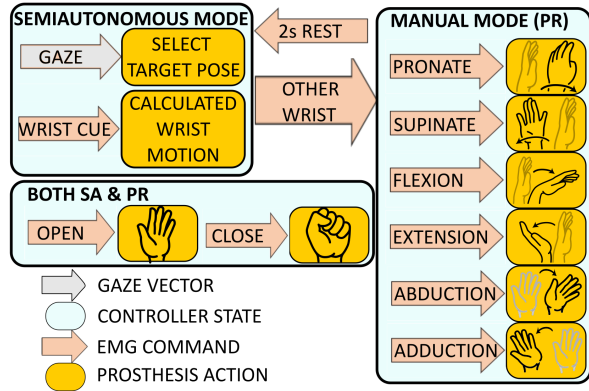 SEMIAUTONOMOUS MODE
GAZE
SELECT
TARGET POSE
WRIST CUE
CALCULATED
WRIST
MOTION
2s REST
OTHER
WRIST
BOTH SA & PR
OPEN
CLOSE
GAZE VECTOR
CONTROLLER STATE
EMG COMMAND
PROSTHESIS ACTION
MANUAL MODE (PR)
PRONATE
SUPINATE
FLEXION
EXTENSION
ABDUCTION
ADDUCTION